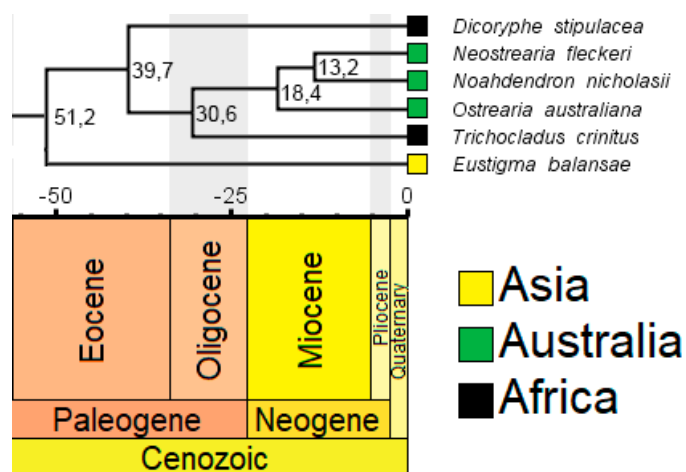 Dicoryphe stipulacea
Neostrearia fleckeri
13,2
39,7
Noahdendron nicholasii
18,4
Ostrearia australiana
30,6
51,2
Trichocladus crinitus
Eustigma balansae
-50 -25 0
Eocene
Oligocene
Miocene
Pliocene
Quaternary
Paleogene Neogene
Cenozoic
Asia
Australia
Africa